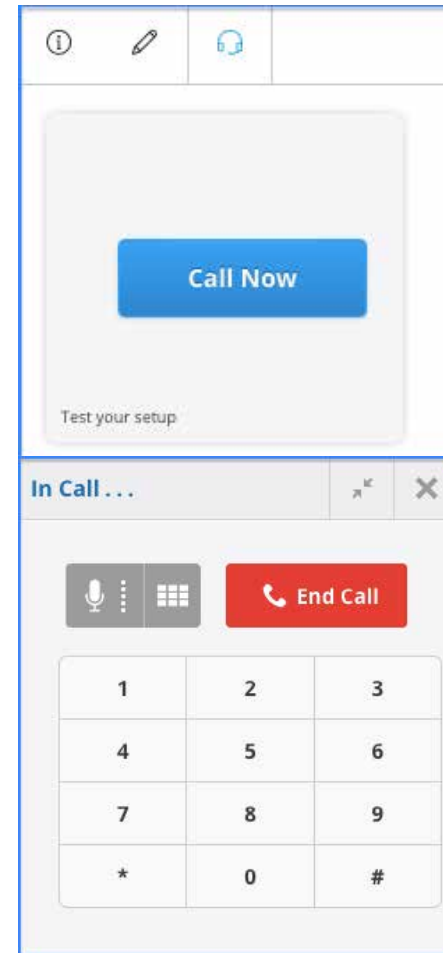 Call Now
Test your setup
In Call . . .
End Call
1 2 3
4 5 6
7 8 9
* 0 #